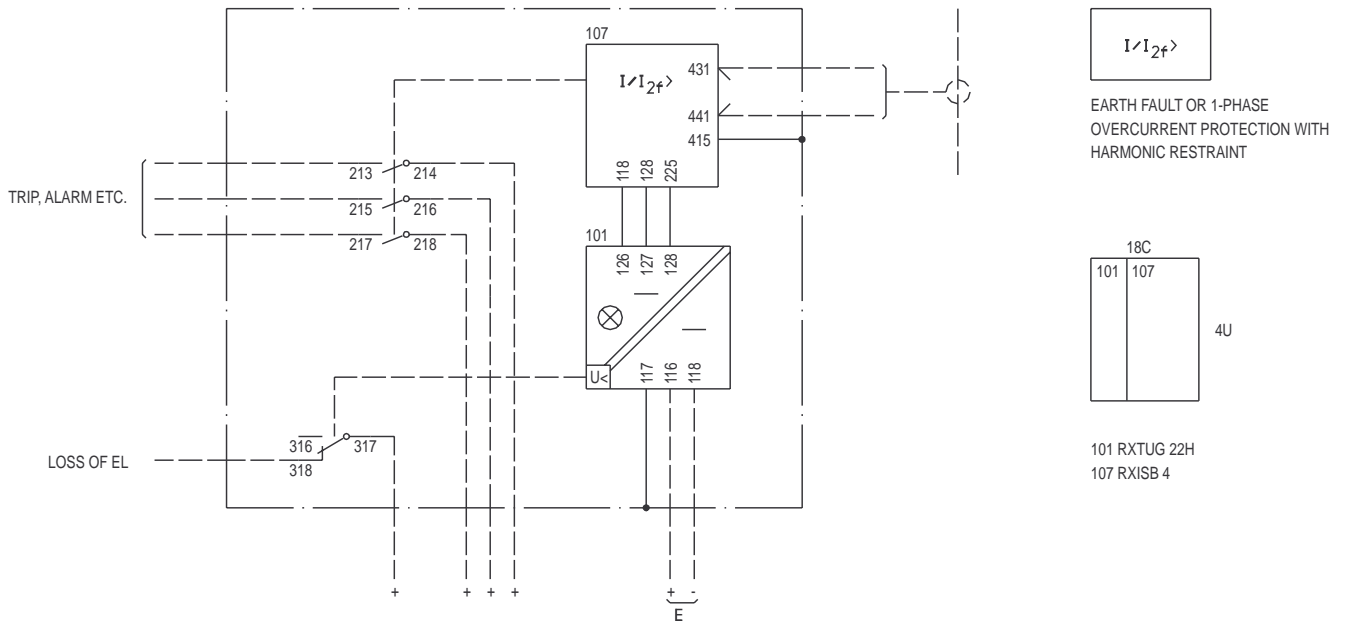 107
I/I2f>
431
441
415
118 128 225
213 214
215 216
217 218
TRIP, ALARM ETC.
101
126 127 128
U<
117 116 118
316 317
318
LOSS OF EL
+ + + + + -
E
I/I2f>
EARTH FAULT OR 1-PHASE
OVERCURRENT PROTECTION WITH
HARMONIC RESTRAINT
18C
101 107
4U
101 RXTUG 22H
107 RXISB 4